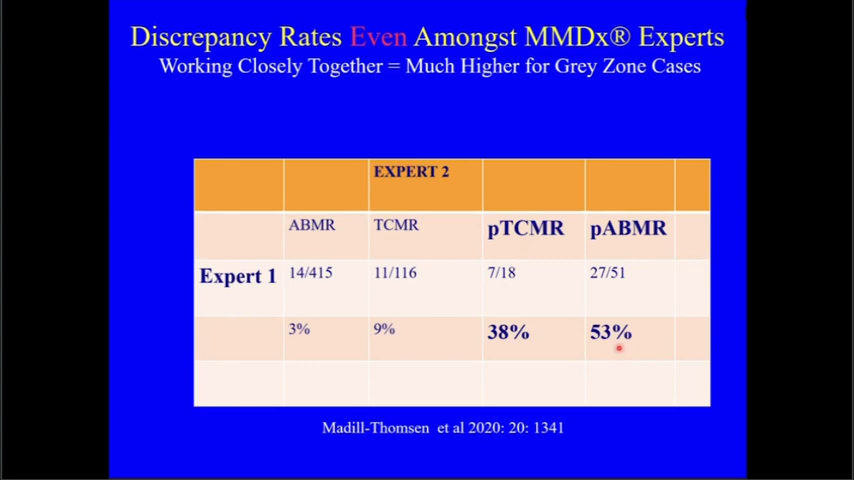 Discrepancy Rates Even Amongst MMDx® Experts
Working Closely Together = Much Higher for Grey Zone Cases
EXPERT 2
ABMR TCMR pTCMR pABMR
Expert 1 14/415 11/116 7/18 27/51
3% 9% 38% 53%
Madill-Thomsen et al 2020: 20: 1341